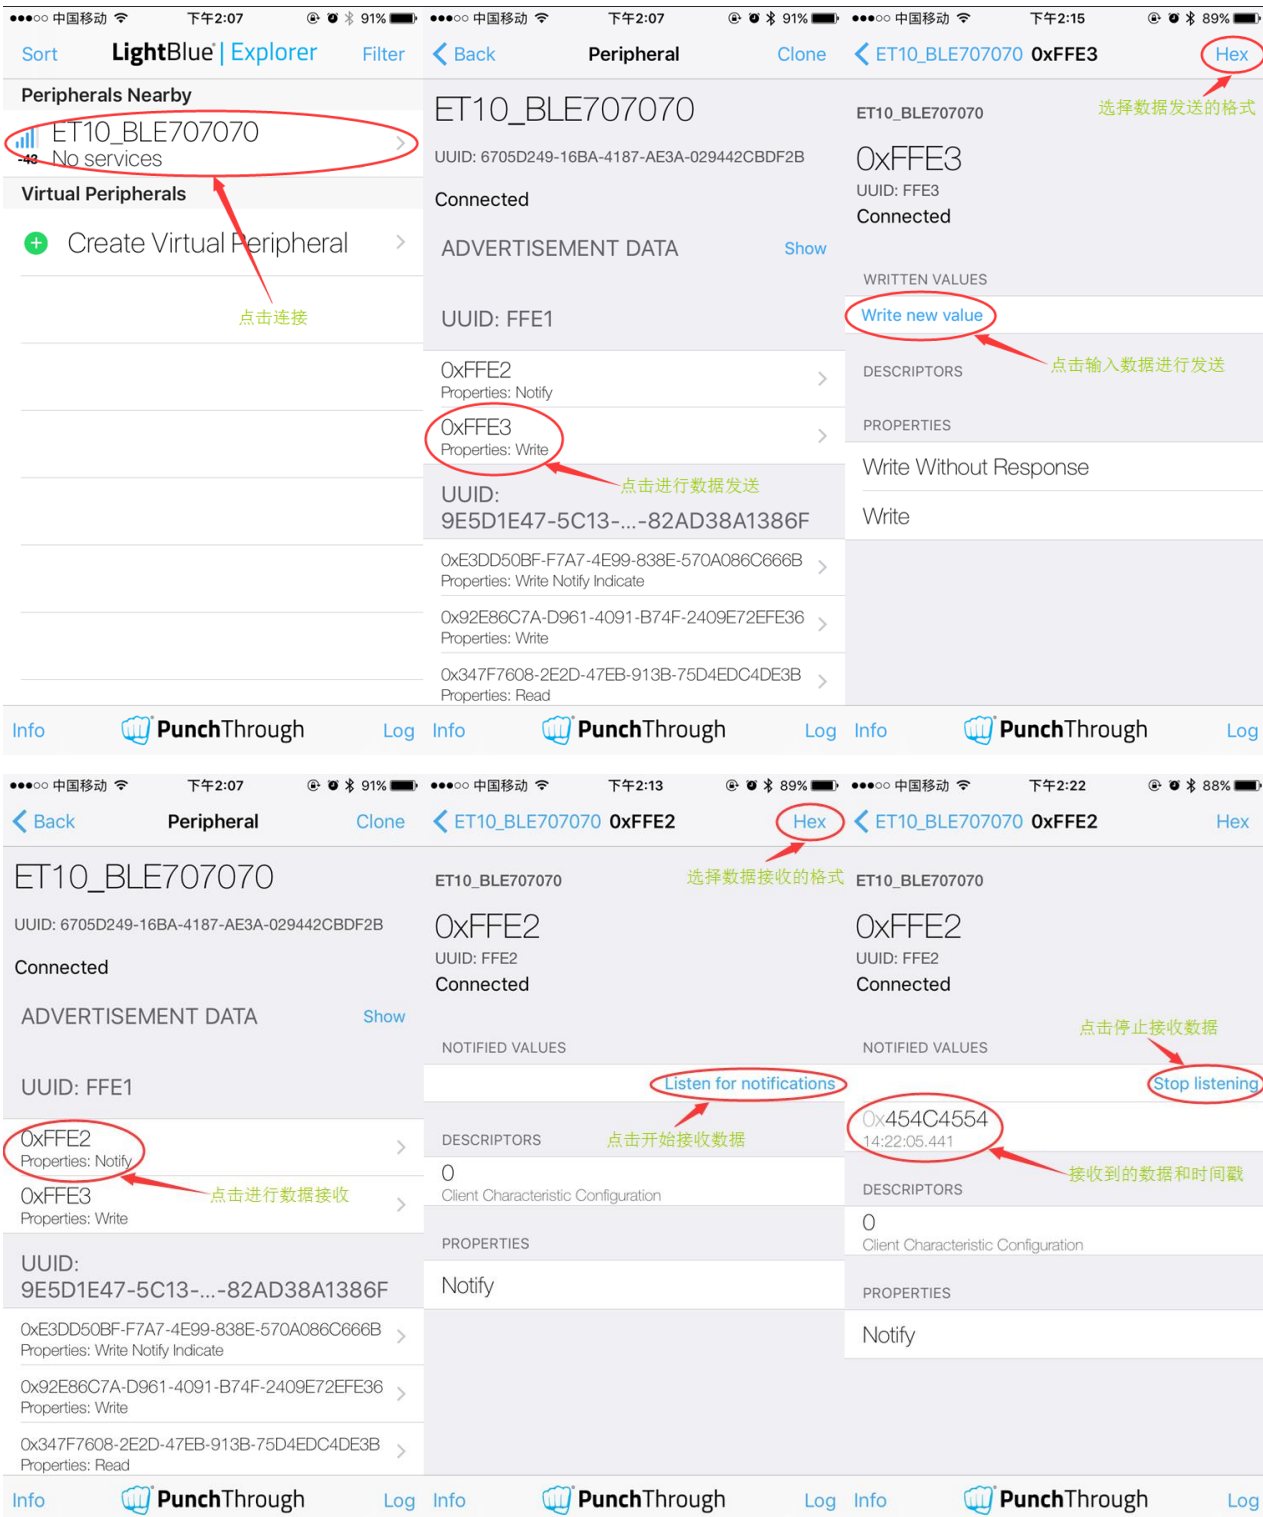 中国移动 下午2:07 91%
Sort LightBlue | Explorer Filter
Peripherals Nearby
ET10_BLE707070
-43 No services
Virtual Peripherals
Create Virtual Peripheral
点击连接
Info PunchThrough Log
中国移动 下午2:07 91%
Back Peripheral Clone
ET10_BLE707070
UUID: 6705D249-16BA-4187-AE3A-029442CBDF2B
Connected
ADVERTISEMENT DATA Show
UUID: FFE1
0xFFE2
Properties: Notify
0xFFE3
Properties: Write
点击进行数据发送
UUID:
9E5D1E47-5C13-...-82AD38A1386F
0xE3DD50BF-F7A7-4E99-838E-570A086C666B
Properties: Write Notify Indicate
0x92E86C7A-D961-4091-B74F-2409E72EFE36
Properties: Write
0x347F7608-2E2D-47EB-913B-75D4EDC4DE3B
Properties: Read
Info PunchThrough Log
中国移动 下午2:15 89%
ET10_BLE707070 0xFFE3 Hex
选择数据发送的格式
ET10_BLE707070
0xFFE3
UUID: FFE3
Connected
WRITTEN VALUES
Write new value
点击输入数据进行发送
DESCRIPTORS
PROPERTIES
Write Without Response
Write
Info PunchThrough Log
中国移动 下午2:07 91%
Back Peripheral Clone
ET10_BLE707070
UUID: 6705D249-16BA-4187-AE3A-029442CBDF2B
Connected
ADVERTISEMENT DATA Show
UUID: FFE1
0xFFE2
Properties: Notify
点击进行数据接收
0xFFE3
Properties: Write
UUID:
9E5D1E47-5C13-...-82AD38A1386F
0xE3DD50BF-F7A7-4E99-838E-570A086C666B
Properties: Write Notify Indicate
0x92E86C7A-D961-4091-B74F-2409E72EFE36
Properties: Write
0x347F7608-2E2D-47EB-913B-75D4EDC4DE3B
Properties: Read
Info PunchThrough Log
中国移动 下午2:13 89%
ET10_BLE707070 0xFFE2 Hex
选择数据接收的格式
ET10_BLE707070
0xFFE2
UUID: FFE2
Connected
NOTIFIED VALUES
Listen for notifications
点击开始接收数据
DESCRIPTORS
0
Client Characteristic Configuration
PROPERTIES
Notify
Info PunchThrough Log
中国移动 下午2:22 88%
ET10_BLE707070 0xFFE2 Hex
ET10_BLE707070
0xFFE2
UUID: FFE2
Connected
点击停止接收数据
NOTIFIED VALUES
Stop listening
0x454C4554
14:22:05.441
接收到的数据和时间戳
DESCRIPTORS
0
Client Characteristic Configuration
PROPERTIES
Notify
Info PunchThrough Log